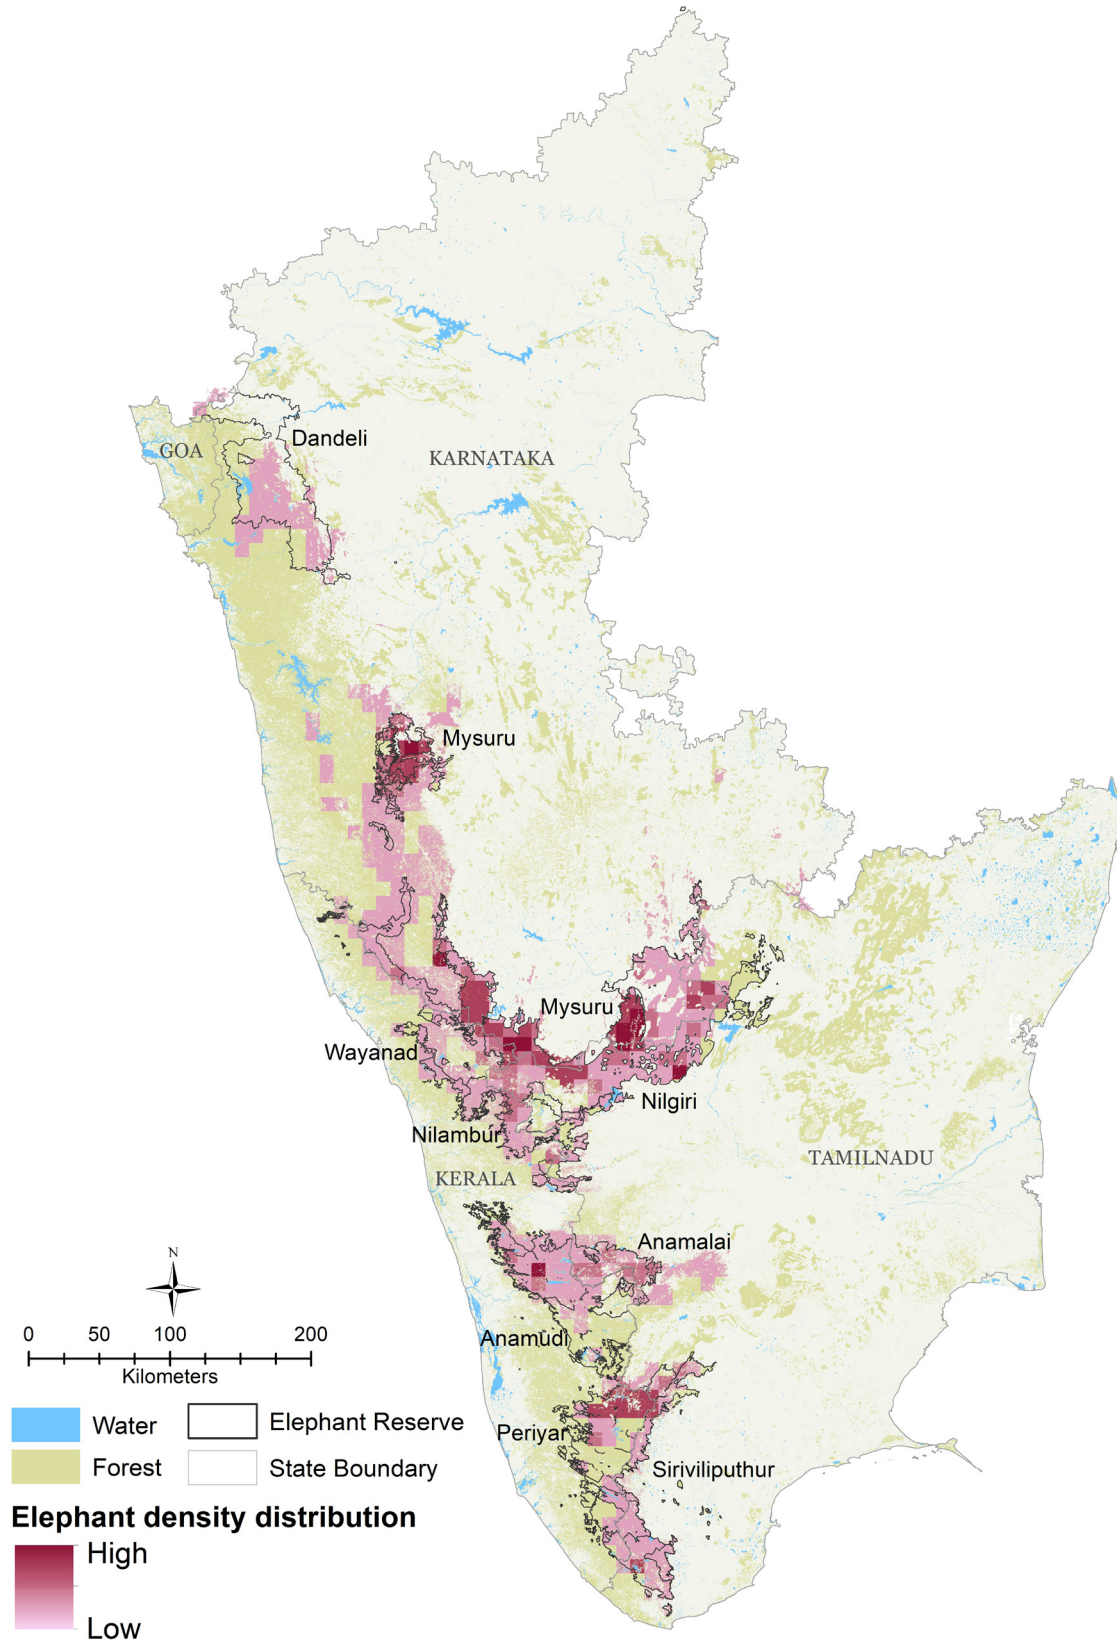 Dandeli
GOA
KARNATAKA
Mysuru
Mysuru
Wayanad
Nilgiri
Nilambur
TAMILNADU
KERALA
Anamalai
N
0 50 100 200
Kilometers
Anamudi
Periyar
Siriviliputhur
Water
Elephant Reserve
Forest
State Boundary
Elephant density distribution
High
Low